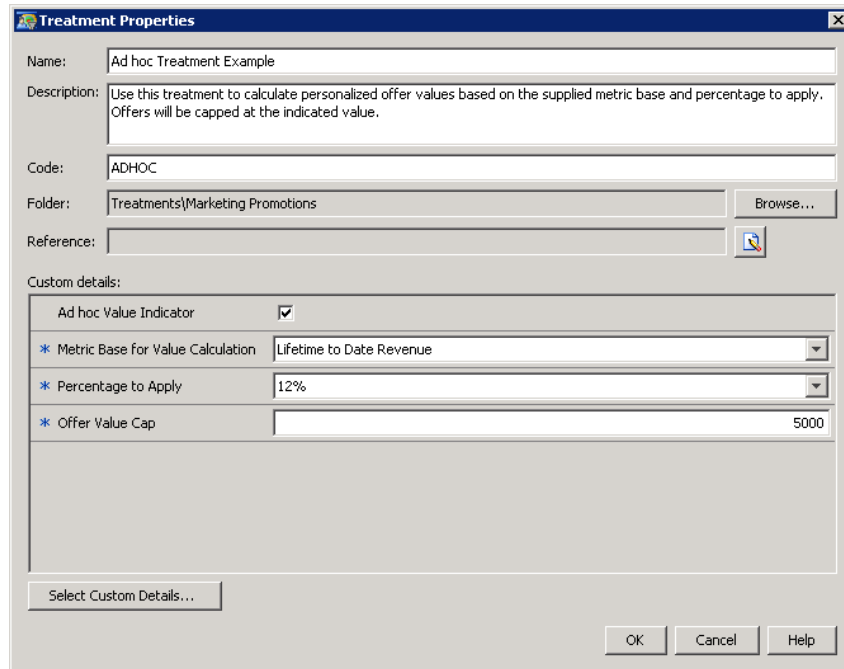 Treatment Properties
Name: Ad hoc Treatment Example
Description: Use this treatment to calculate personalized offer values based on the supplied metric base and percentage to apply.
Offers will be capped at the indicated value.
Code: ADHOC
Folder: Treatments\Marketing Promotions Browse...
Reference:
Custom details:
Ad hoc Value Indicator
* Metric Base for Value Calculation Lifetime to Date Revenue
* Percentage to Apply 12%
* Offer Value Cap 5000
Select Custom Details...
OK Cancel Help